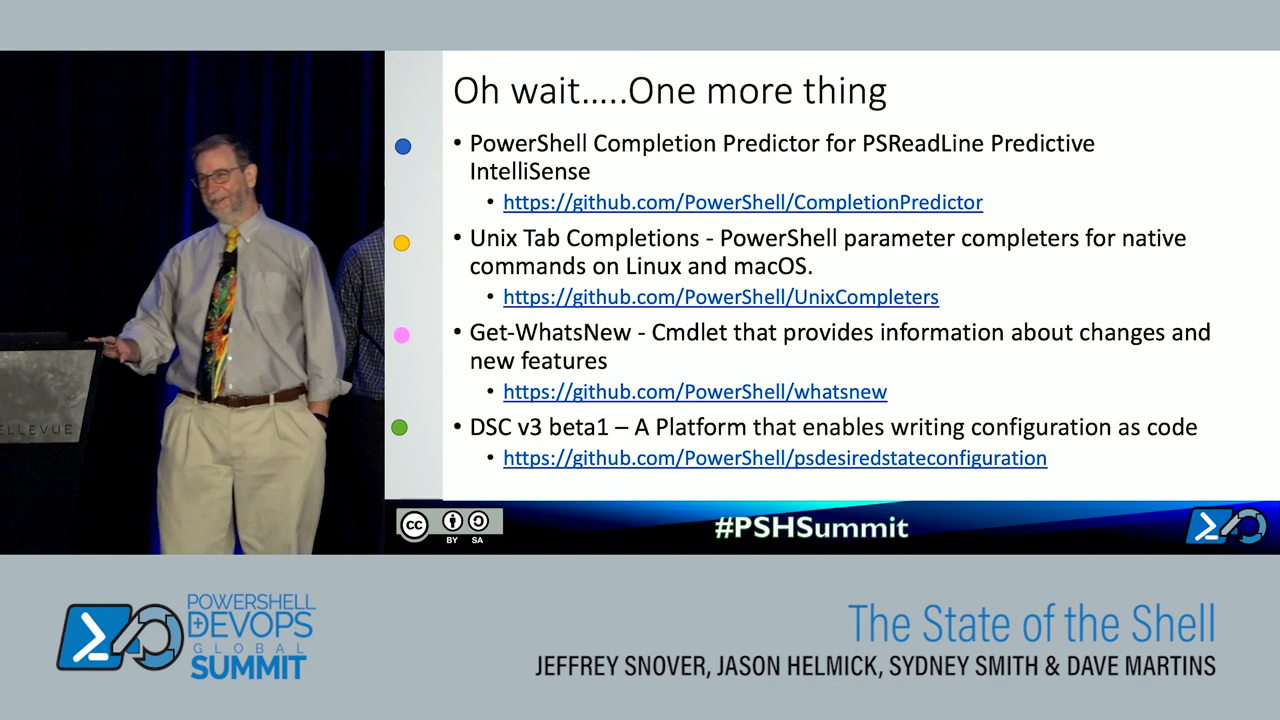 Oh wait.....One more thing
• PowerShell Completion Predictor for PSReadLine Predictive
IntelliSense
• https://github.com/PowerShell/CompletionPredictor
• Unix Tab Completions - PowerShell parameter completers for native
commands on Linux and macOS.
• https://github.com/PowerShell/UnixCompleters
• Get-WhatsNew - Cmdlet that provides information about changes and
new features
• https://github.com/PowerShell/whatsnew
• DSC v3 beta1 – A Platform that enables writing configuration as code
• https://github.com/PowerShell/psdesiredstateconfiguration
ELLEVUE
cc
BY SA
#PSHSummit
POWERSHELL
DEVOPS
GLOBAL
SUMMIT
The State of the Shell
JEFFREY SNOVER, JASON HELMICK, SYDNEY SMITH & DAVE MARTINS